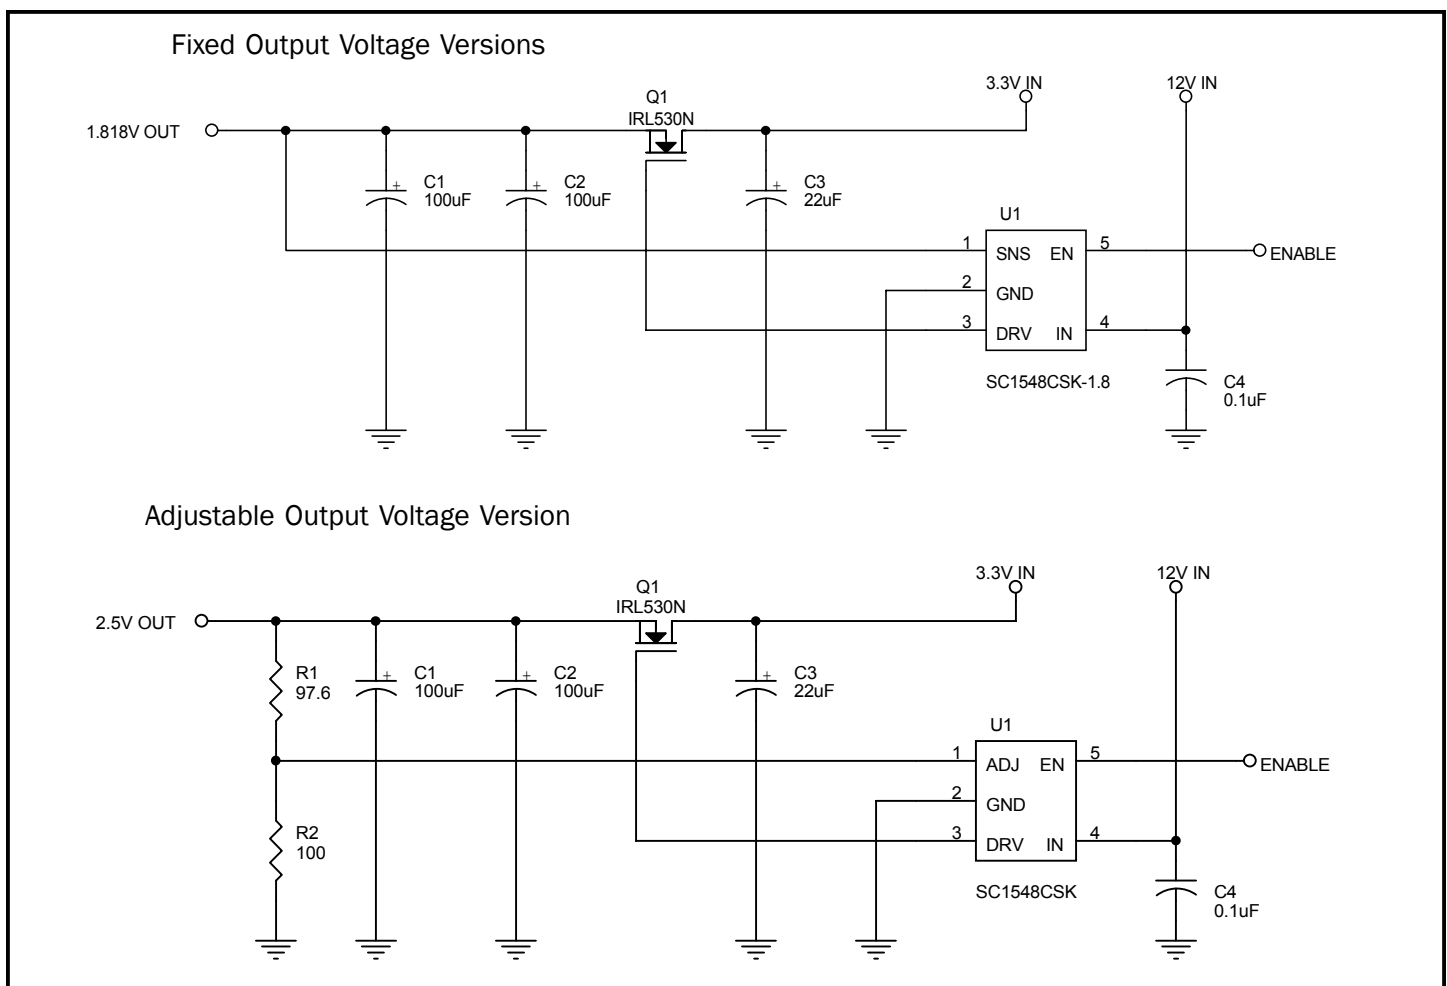 Fixed Output Voltage Versions
3.3V IN
12V IN
Q1
IRL530N
1.818V OUT
+
C1
100uF
+
C2
100uF
+
C3
22uF
U1
1
SNS
EN
5
ENABLE
2
GND
3
DRV
IN
4
SC1548CSK-1.8
C4
0.1uF
Adjustable Output Voltage Version
3.3V IN
12V IN
Q1
IRL530N
2.5V OUT
R1
97.6
+
C1
100uF
+
C2
100uF
+
C3
22uF
U1
1
ADJ
EN
5
ENABLE
2
GND
3
DRV
IN
4
R2
100
SC1548CSK
C4
0.1uF